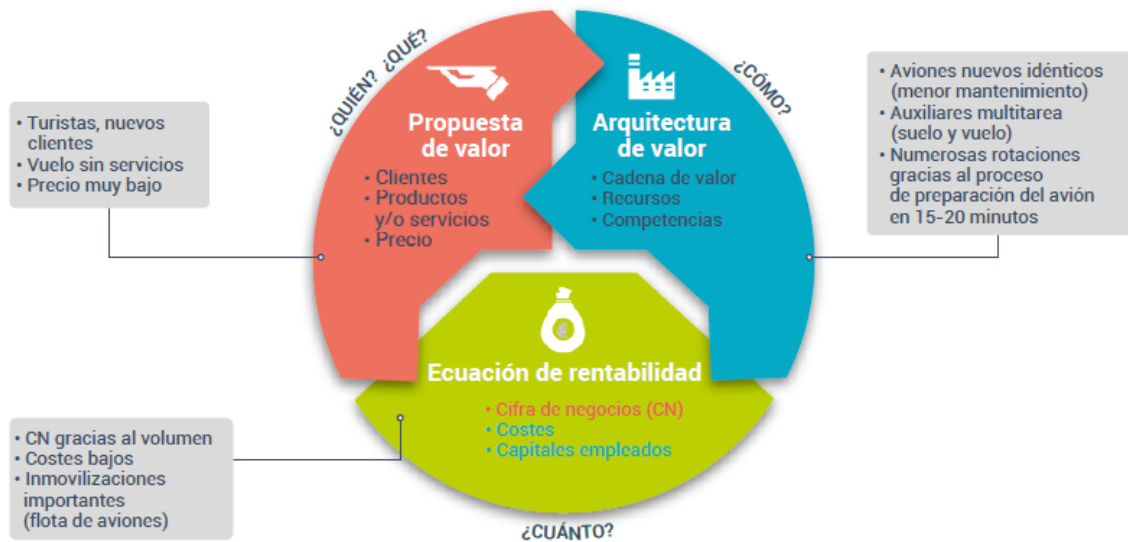 ¿QUIÉN? ¿QUÉ?
Propuesta
de valor
• Clientes
• Productos
y/o servicios
• Precio
• Turistas, nuevos
clientes
• Vuelo sin servicios
• Precio muy bajo
¿CÓMO?
Arquitectura
de valor
• Cadena de valor
• Recursos
• Competencias
• Aviones nuevos idénticos
(menor mantenimiento)
• Auxiliares multitarea
(suelo y vuelo)
• Numerosas rotaciones
gracias al proceso
de preparación del avión
en 15-20 minutos
€
Ecuación de rentabilidad
• Cifra de negocios (CN)
• Costes
• Capitales empleados
• CN gracias al volumen
• Costes bajos
• Inmovilizaciones
importantes
(flota de aviones)
¿CUÁNTO?